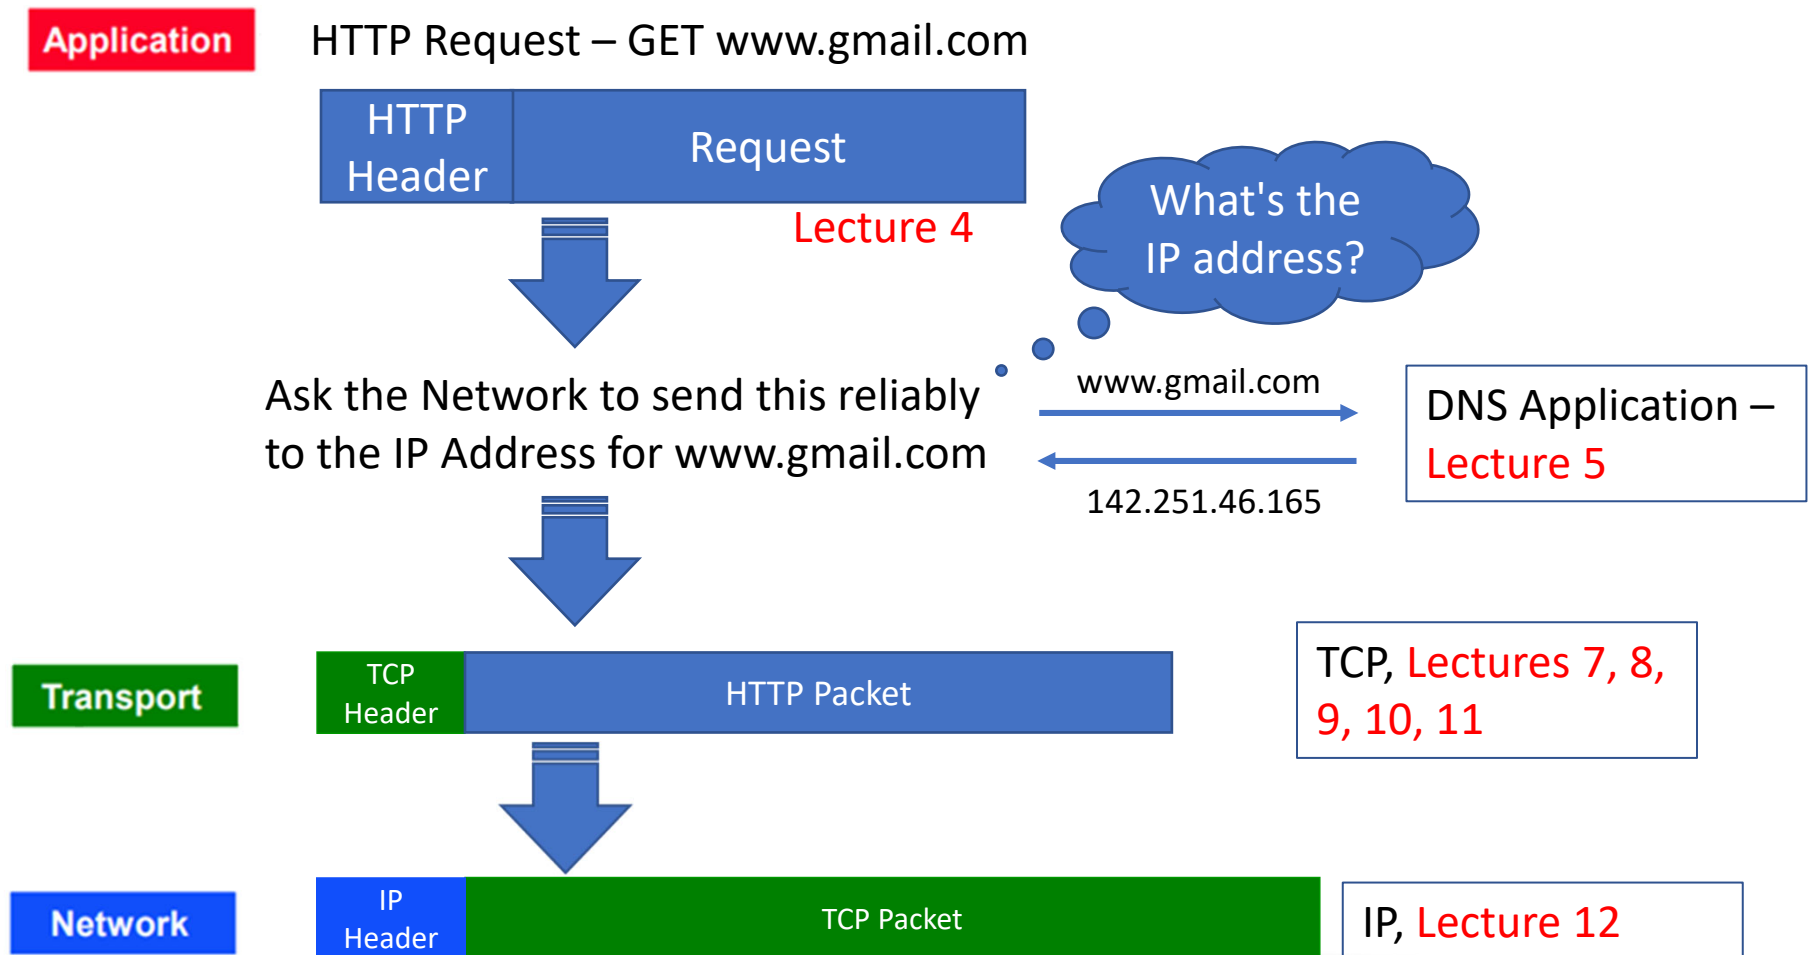 Application
HTTP Request – GET www.gmail.com
HTTP
Header
Request
Lecture 4
What's the
IP address?
Ask the Network to send this reliably
to the IP Address for www.gmail.com
www.gmail.com
142.251.46.165
DNS Application –
Lecture 5
Transport
TCP
Header
HTTP Packet
TCP, Lectures 7, 8,
9, 10, 11
Network
IP
Header
TCP Packet
IP, Lecture 12